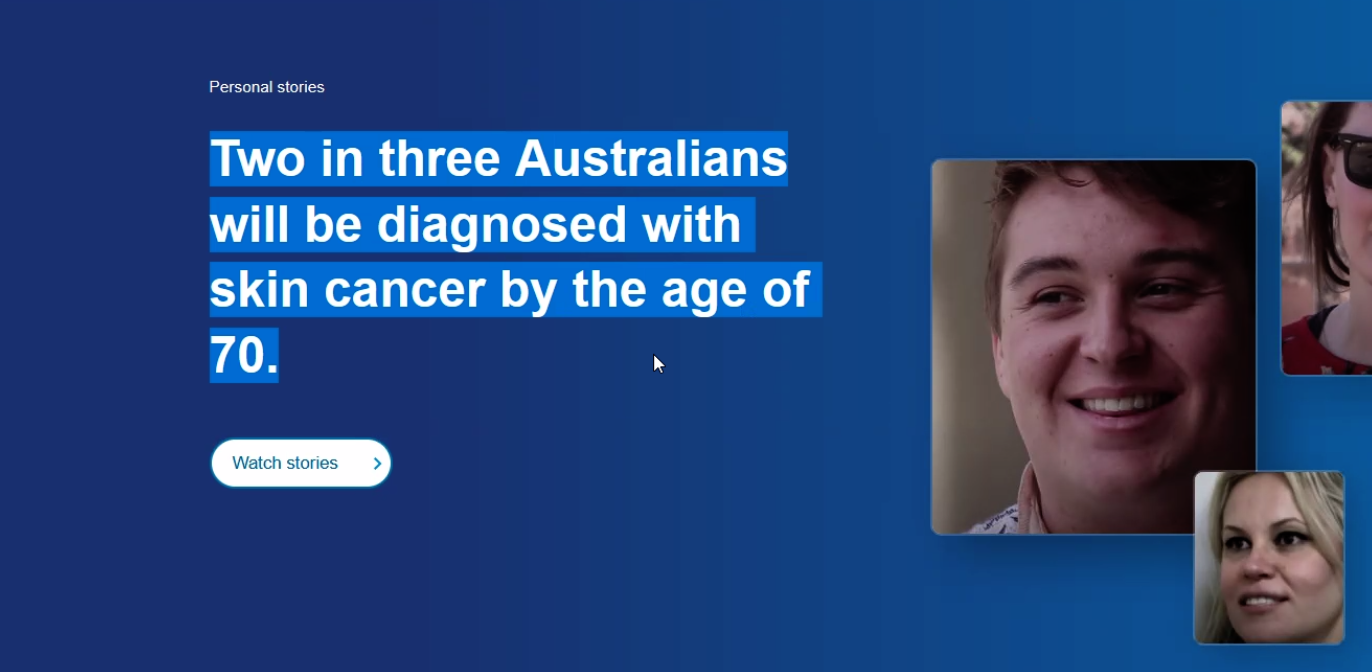 Personal stories
Two in three Australians
will be diagnosed with
skin cancer by the age of
70.
Watch stories